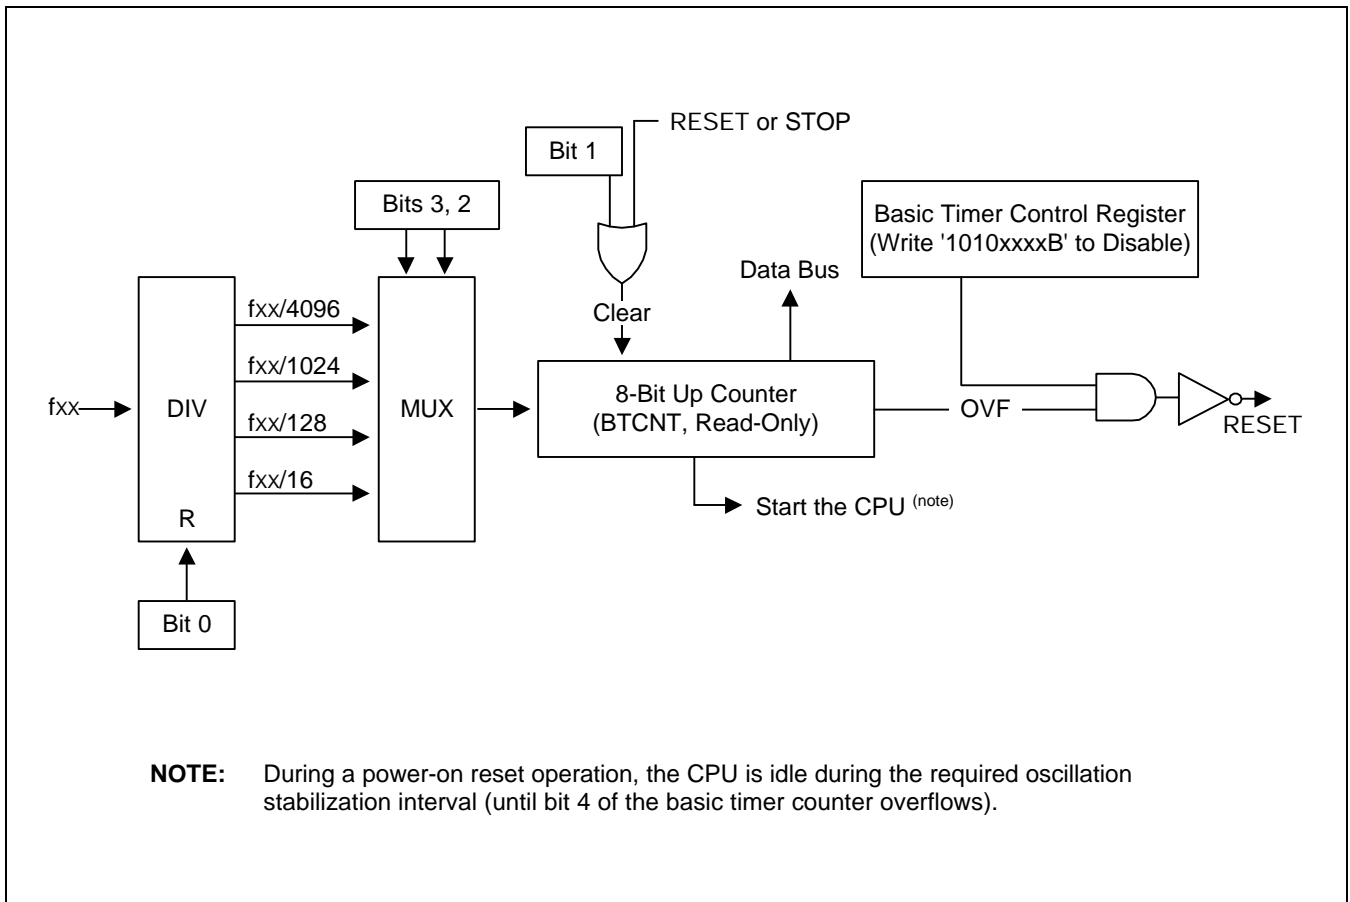 RESET or STOP
Bit 1
Bits 3, 2
Basic Timer Control Register
(Write '1010xxxxB' to Disable)
Data Bus
fxx/4096
Clear
fxx/1024
8-Bit Up Counter
(BTCNT, Read-Only)
fxx
DIV
MUX
OVF
RESET
fxx/128
fxx/16
R
Start the CPU (note)
Bit 0
NOTE: During a power-on reset operation, the CPU is idle during the required oscillation
stabilization interval (until bit 4 of the basic timer counter overflows).